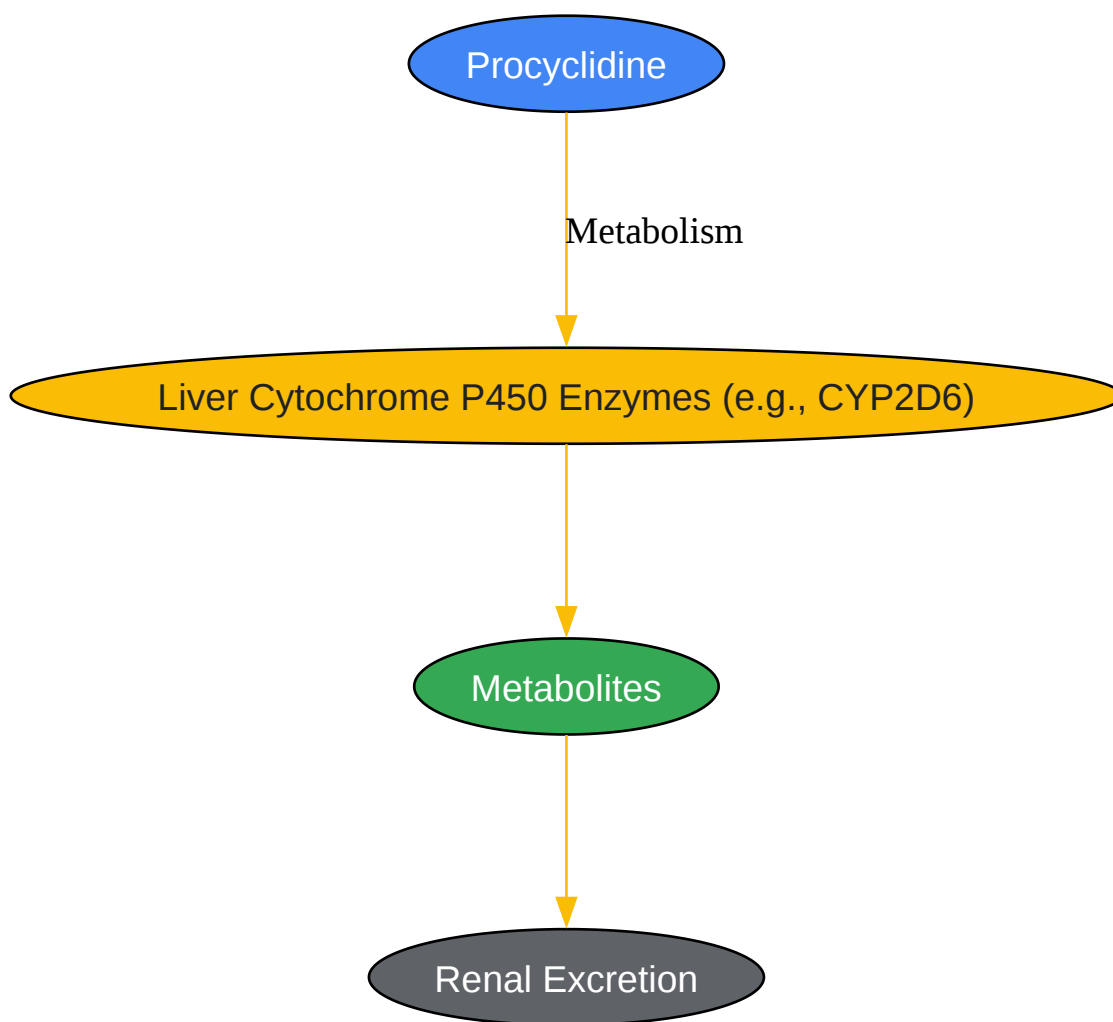 Procyclidine
Metabolism
Liver Cytochrome P450 Enzymes (e.g., CYP2D6)
Metabolites
Renal Excretion